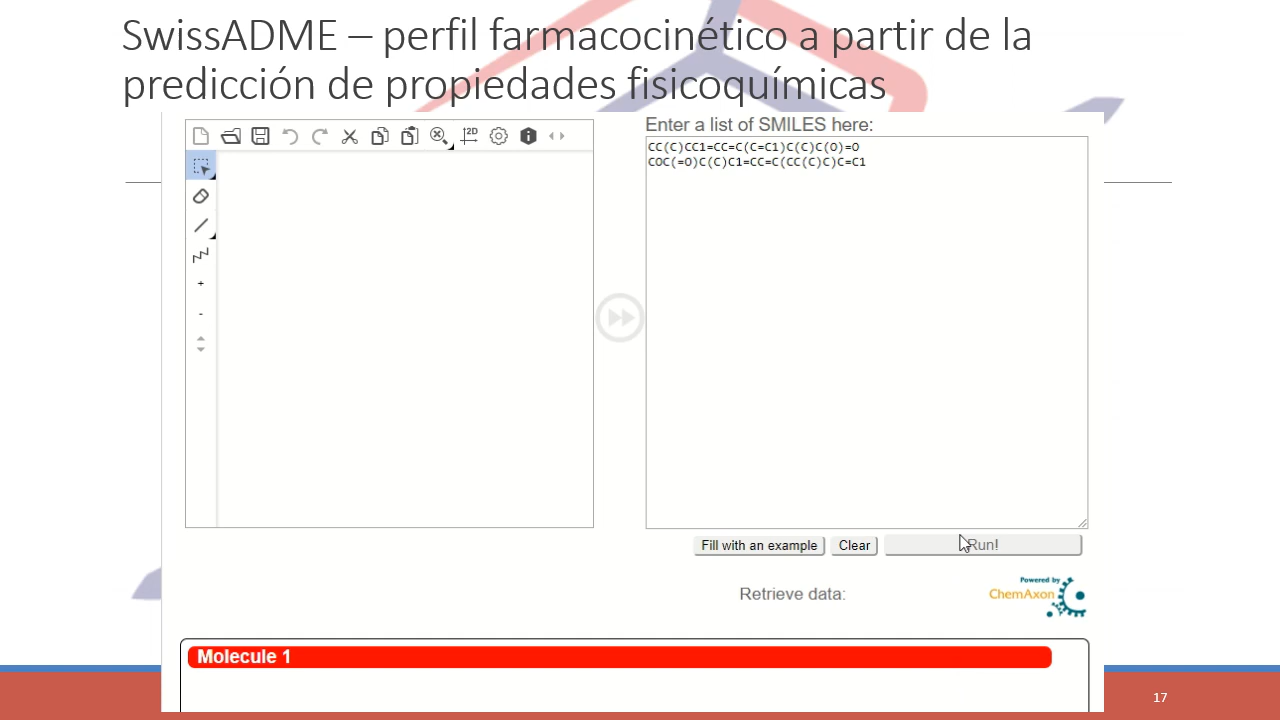 SwissADME – perfil farmacocinético a partir de la
predicción de propiedades fisicoquímicas
Enter a list of SMILES here:
CC(C)CC1=CC=C(C=C1)C(C)C(O)=O
COC(=O)C(C)C1=CC=C(CC(C)C)C=C1
2D
Fill with an example
Clear
Run!
Retrieve data:
Powered by
ChemAxon
Molecule 1
17